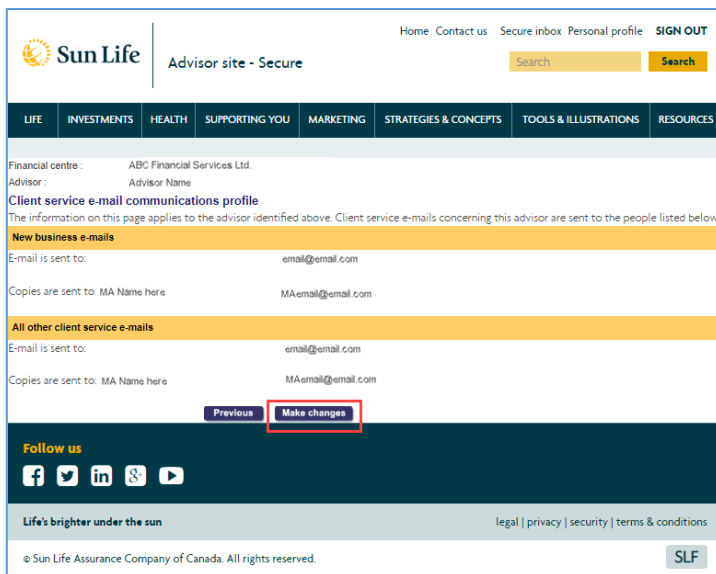 Home Contact us Secure inbox Personal profile SIGN OUT
Sun Life
Advisor site - Secure
Search Search
LIFE INVESTMENTS HEALTH SUPPORTING YOU MARKETING STRATEGIES & CONCEPTS TOOLS & ILLUSTRATIONS RESOURCES
Financial centre : ABC Financial Services Ltd.
Advisor : Advisor Name
Client service e-mail communications profile
The information on this page applies to the advisor identified above. Client service e-mails concerning this advisor are sent to the people listed below
New business e-mails
E-mail is sent to: email@email.com
Copies are sent to: MA Name here MAemail@email.com
All other client service e-mails
E-mail is sent to: email@email.com
Copies are sent to: MA Name here MAemail@email.com
Previous Make changes
Follow us
Life's brighter under the sun legal | privacy | security | terms & conditions
© Sun Life Assurance Company of Canada. All rights reserved. SLF